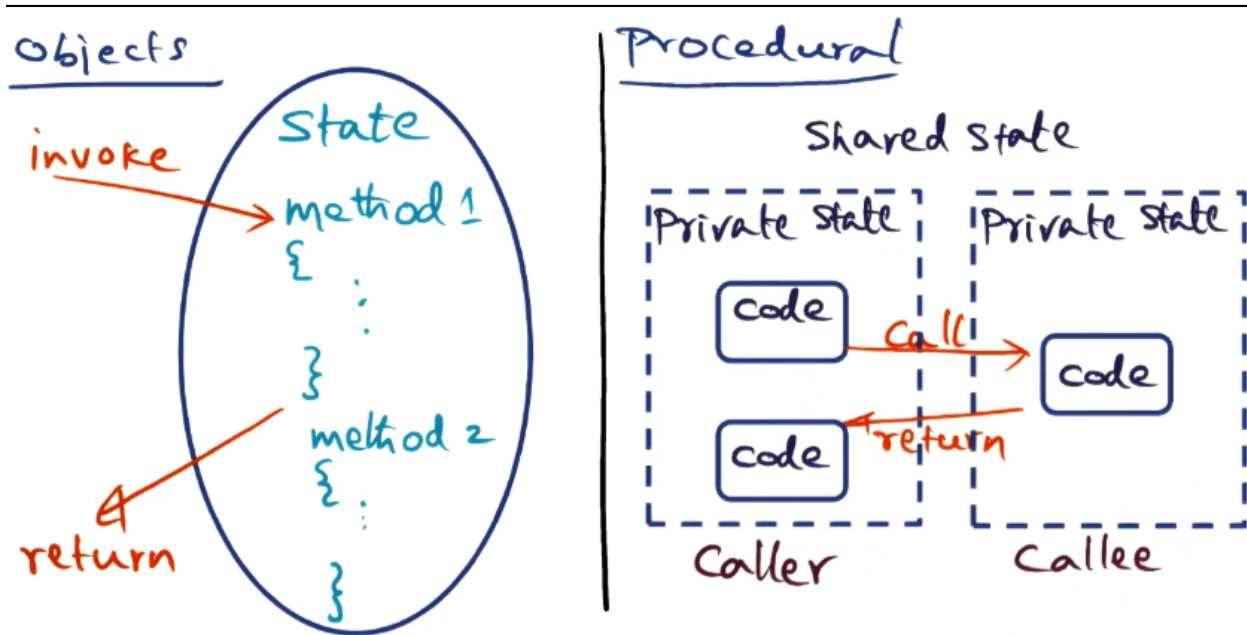 Objects
invoke
State
method 1
{
:
}
method 2
{
:
}
return
Procedural
Shared State
Private State
code
call
code
return
Caller
Private State
code
Callee